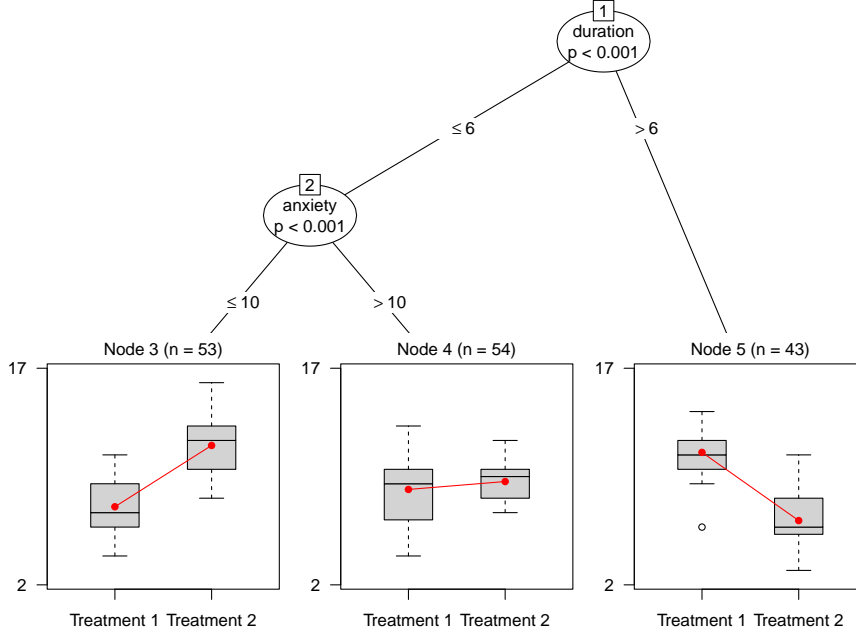 1
duration
p < 0.001
≤ 6
> 6
2
anxiety
p < 0.001
≤ 10
> 10
Node 3 (n = 53)
17
2
Treatment 1 Treatment 2
Node 4 (n = 54)
17
2
Treatment 1 Treatment 2
Node 5 (n = 43)
17
2
Treatment 1 Treatment 2